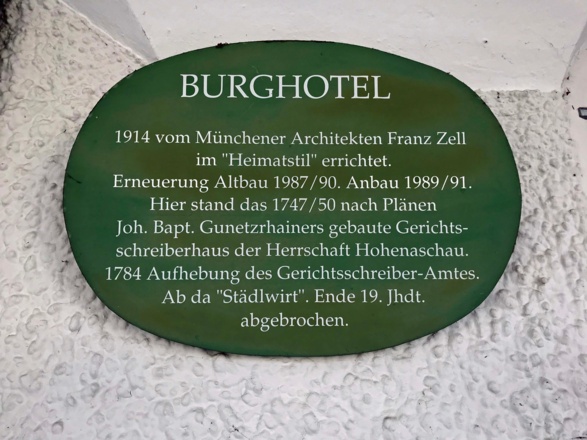 BURGHOTEL
1914 vom Münchener Architekten Franz Zell
im "Heimatstil" errichtet.
Erneuerung Altbau 1987/90. Anbau 1989/91.
Hier stand das 1747/50 nach Plänen
Joh. Bapt. Gunetzrhainers gebaute Gerichts-
schreiberhaus der Herrschaft Hohenaschau.
1784 Aufhebung des Gerichtsschreiber-Amtes.
Ab da "Städlwirt". Ende 19. Jhdt.
abgebrochen.